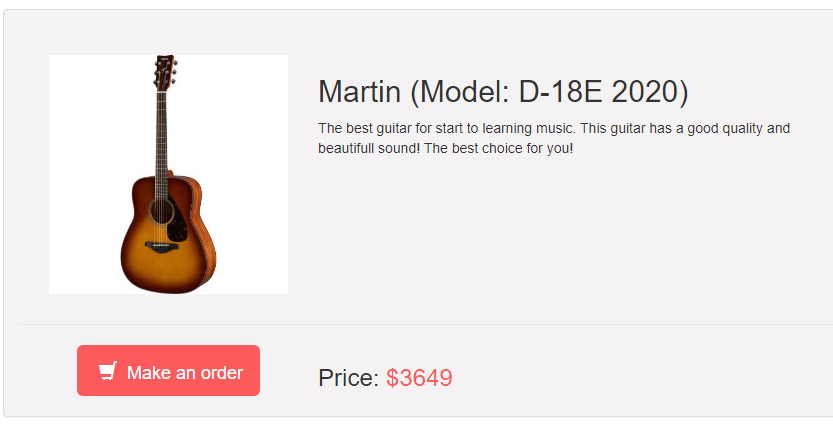 Martin (Model: D-18E 2020)
The best guitar for start to learning music. This guitar has a good quality and
beautifull sound! The best choice for you!
Make an order
Price: $3649